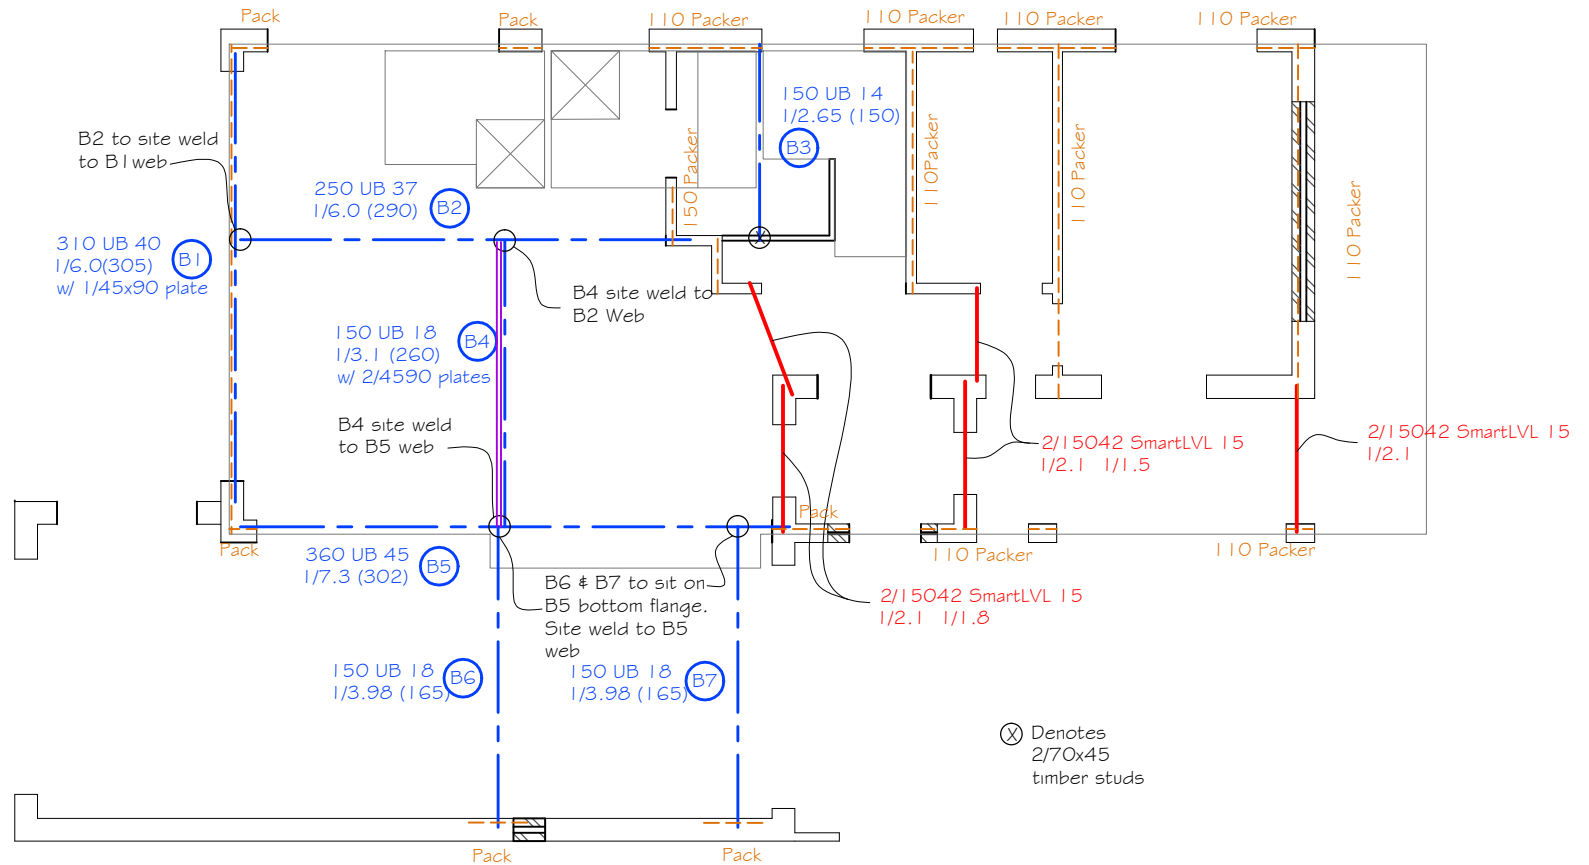 Pack
Pack
110 Packer
110 Packer
110 Packer
110 Packer
150 UB 14
1/2.65 (150)
B3
B2 to site weld
to B1web
150 Packer
110Packer
110 Packer
110 Packer
250 UB 37
1/6.0 (290)
B2
310 UB 40
1/6.0(305)
w/ 1/45x90 plate
B1
B4 site weld to
B2 Web
150 UB 18
1/3.1 (260)
w/ 2/4590 plates
B4
B4 site weld
to B5 web
2/15042 SmartLVL 15
1/2.1 1/1.5
2/15042 SmartLVL 15
1/2.1
Pack
Pack
110 Packer
110 Packer
360 UB 45
1/7.3 (302)
B5
B6 & B7 to sit on
B5 bottom flange.
Site weld to B5
web
2/15042 SmartLVL 15
1/2.1 1/1.8
150 UB 18
1/3.98 (165)
B6
150 UB 18
1/3.98 (165)
B7
X Denotes
2/70x45
timber studs
Pack
Pack